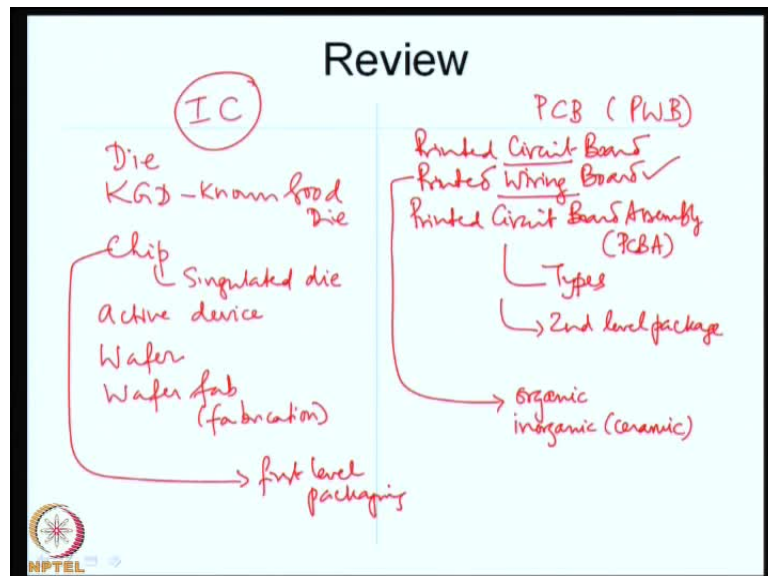 Review
IC
Die
KGD - Known Good
Die
Chip
Singulated die
Active device
Wafer
Wafer fab
(fabrication)
first level
packaging
PCB (PWB)
Printed Circuit Board
Printed Wiring Board ✓
Printed Circuit Board Assembly
(PCBA)
Types
2nd level package
organic
inorganic (ceramic)
NPTEL